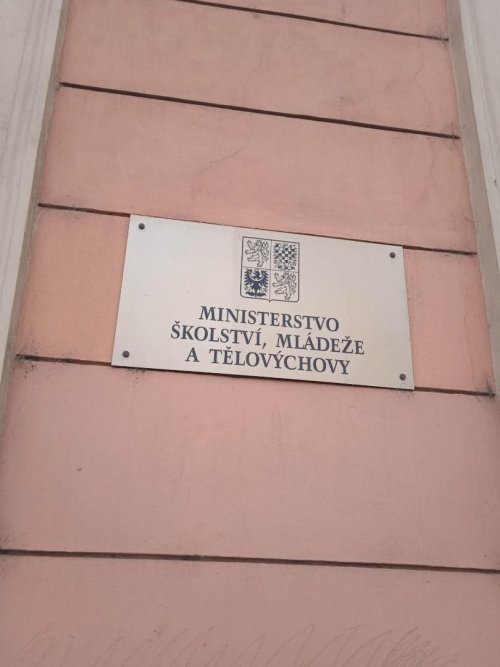 MINISTERSTVO
ŠKOLSTVÍ, MLÁDEŽE
A TĚLOVÝCHOVY